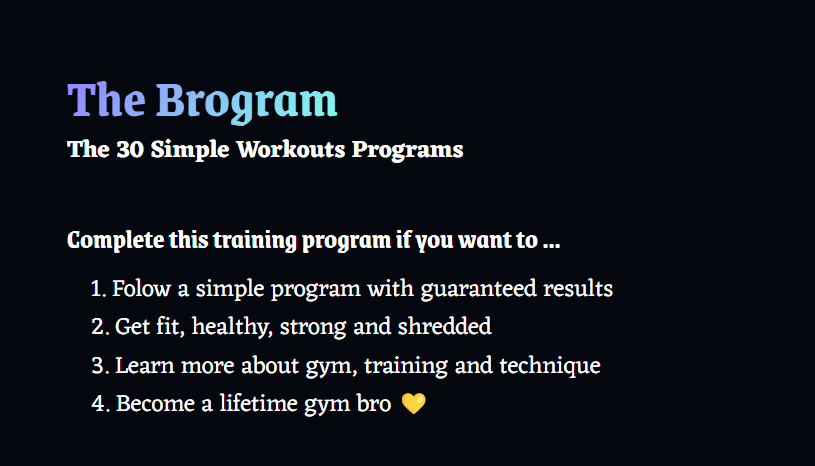 The Brogram
The 30 Simple Workouts Programs
Complete this training program if you want to ...
1. Folow a simple program with guaranteed results
2. Get fit, healthy, strong and shredded
3. Learn more about gym, training and technique
4. Become a lifetime gym bro 💛